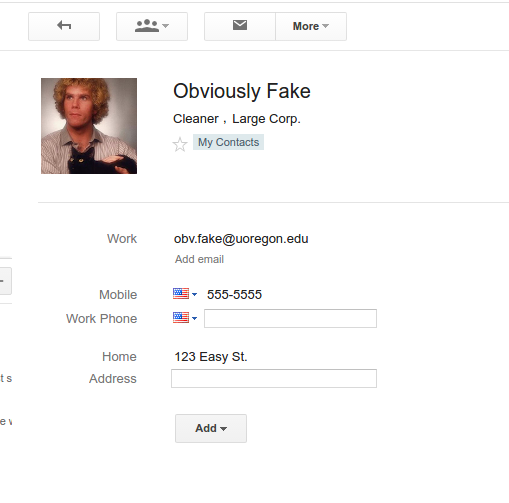 More
Obviously Fake
Cleaner , Large Corp.
My Contacts
Work obv.fake@uoregon.edu
Add email
Mobile 555-5555
Work Phone
Home 123 Easy St.
Address
Add